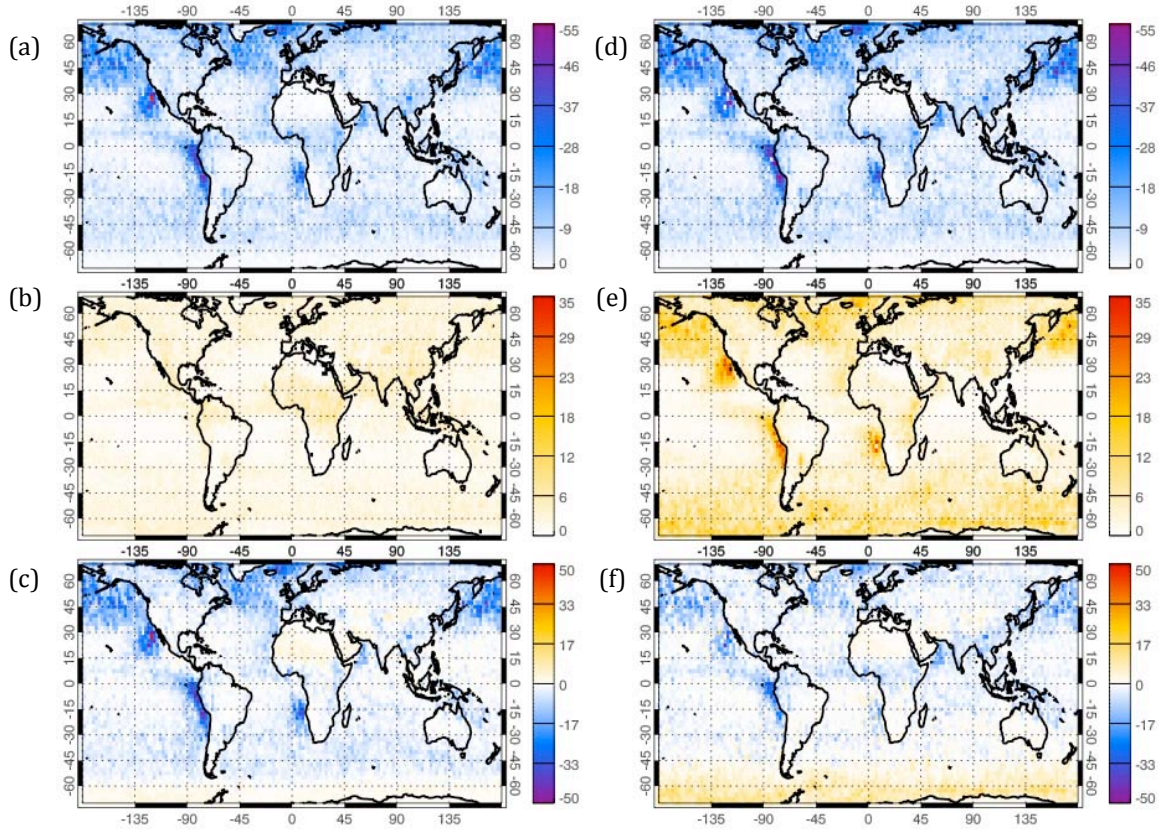 -135 -90 -45 0 45 90 135 -135 -90 -45 0 45 90 135
(a) 60 45 30 15 0 -15 -30 -45 -60 -55 -46 -37 -28 -18 -9 0
(d) 60 45 30 15 0 -15 -30 -45 -60 -55 -46 -37 -28 -18 -9 0
(b) 60 45 30 15 0 -15 -30 -45 -60 35 29 23 18 12 6 0
(e) 60 45 30 15 0 -15 -30 -45 -60 35 29 23 18 12 6 0
-135 -90 -45 0 45 90 135 -135 -90 -45 0 45 90 135
(c) 60 45 30 15 0 -15 -30 -45 -60 50 33 17 0 -17 -33 -50
(f) 60 45 30 15 0 -15 -30 -45 -60 50 33 17 0 -17 -33 -50
-135 -90 -45 0 45 90 135 -135 -90 -45 0 45 90 135